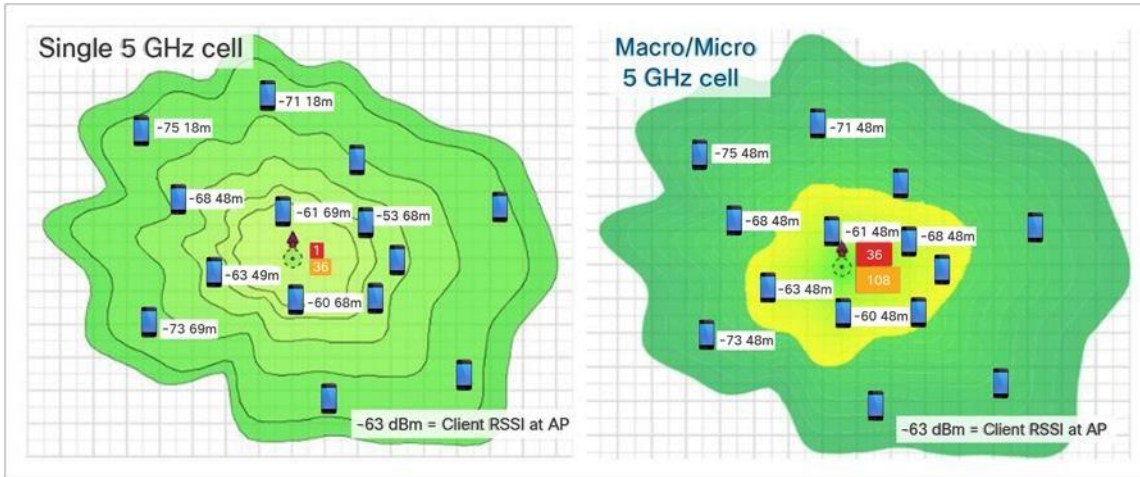 Single 5 GHz cell
-71 18m
-75 18m
-68 48m
-61 69m
-53 68m
1
36
-63 49m
-60 68m
-73 69m
-63 dBm = Client RSSI at AP
Macro/Micro
5 GHz cell
-71 48m
-75 48m
-68 48m
-61 48m
-68 48m
36
108
-63 48m
-60 48m
-73 48m
-63 dBm = Client RSSI at AP